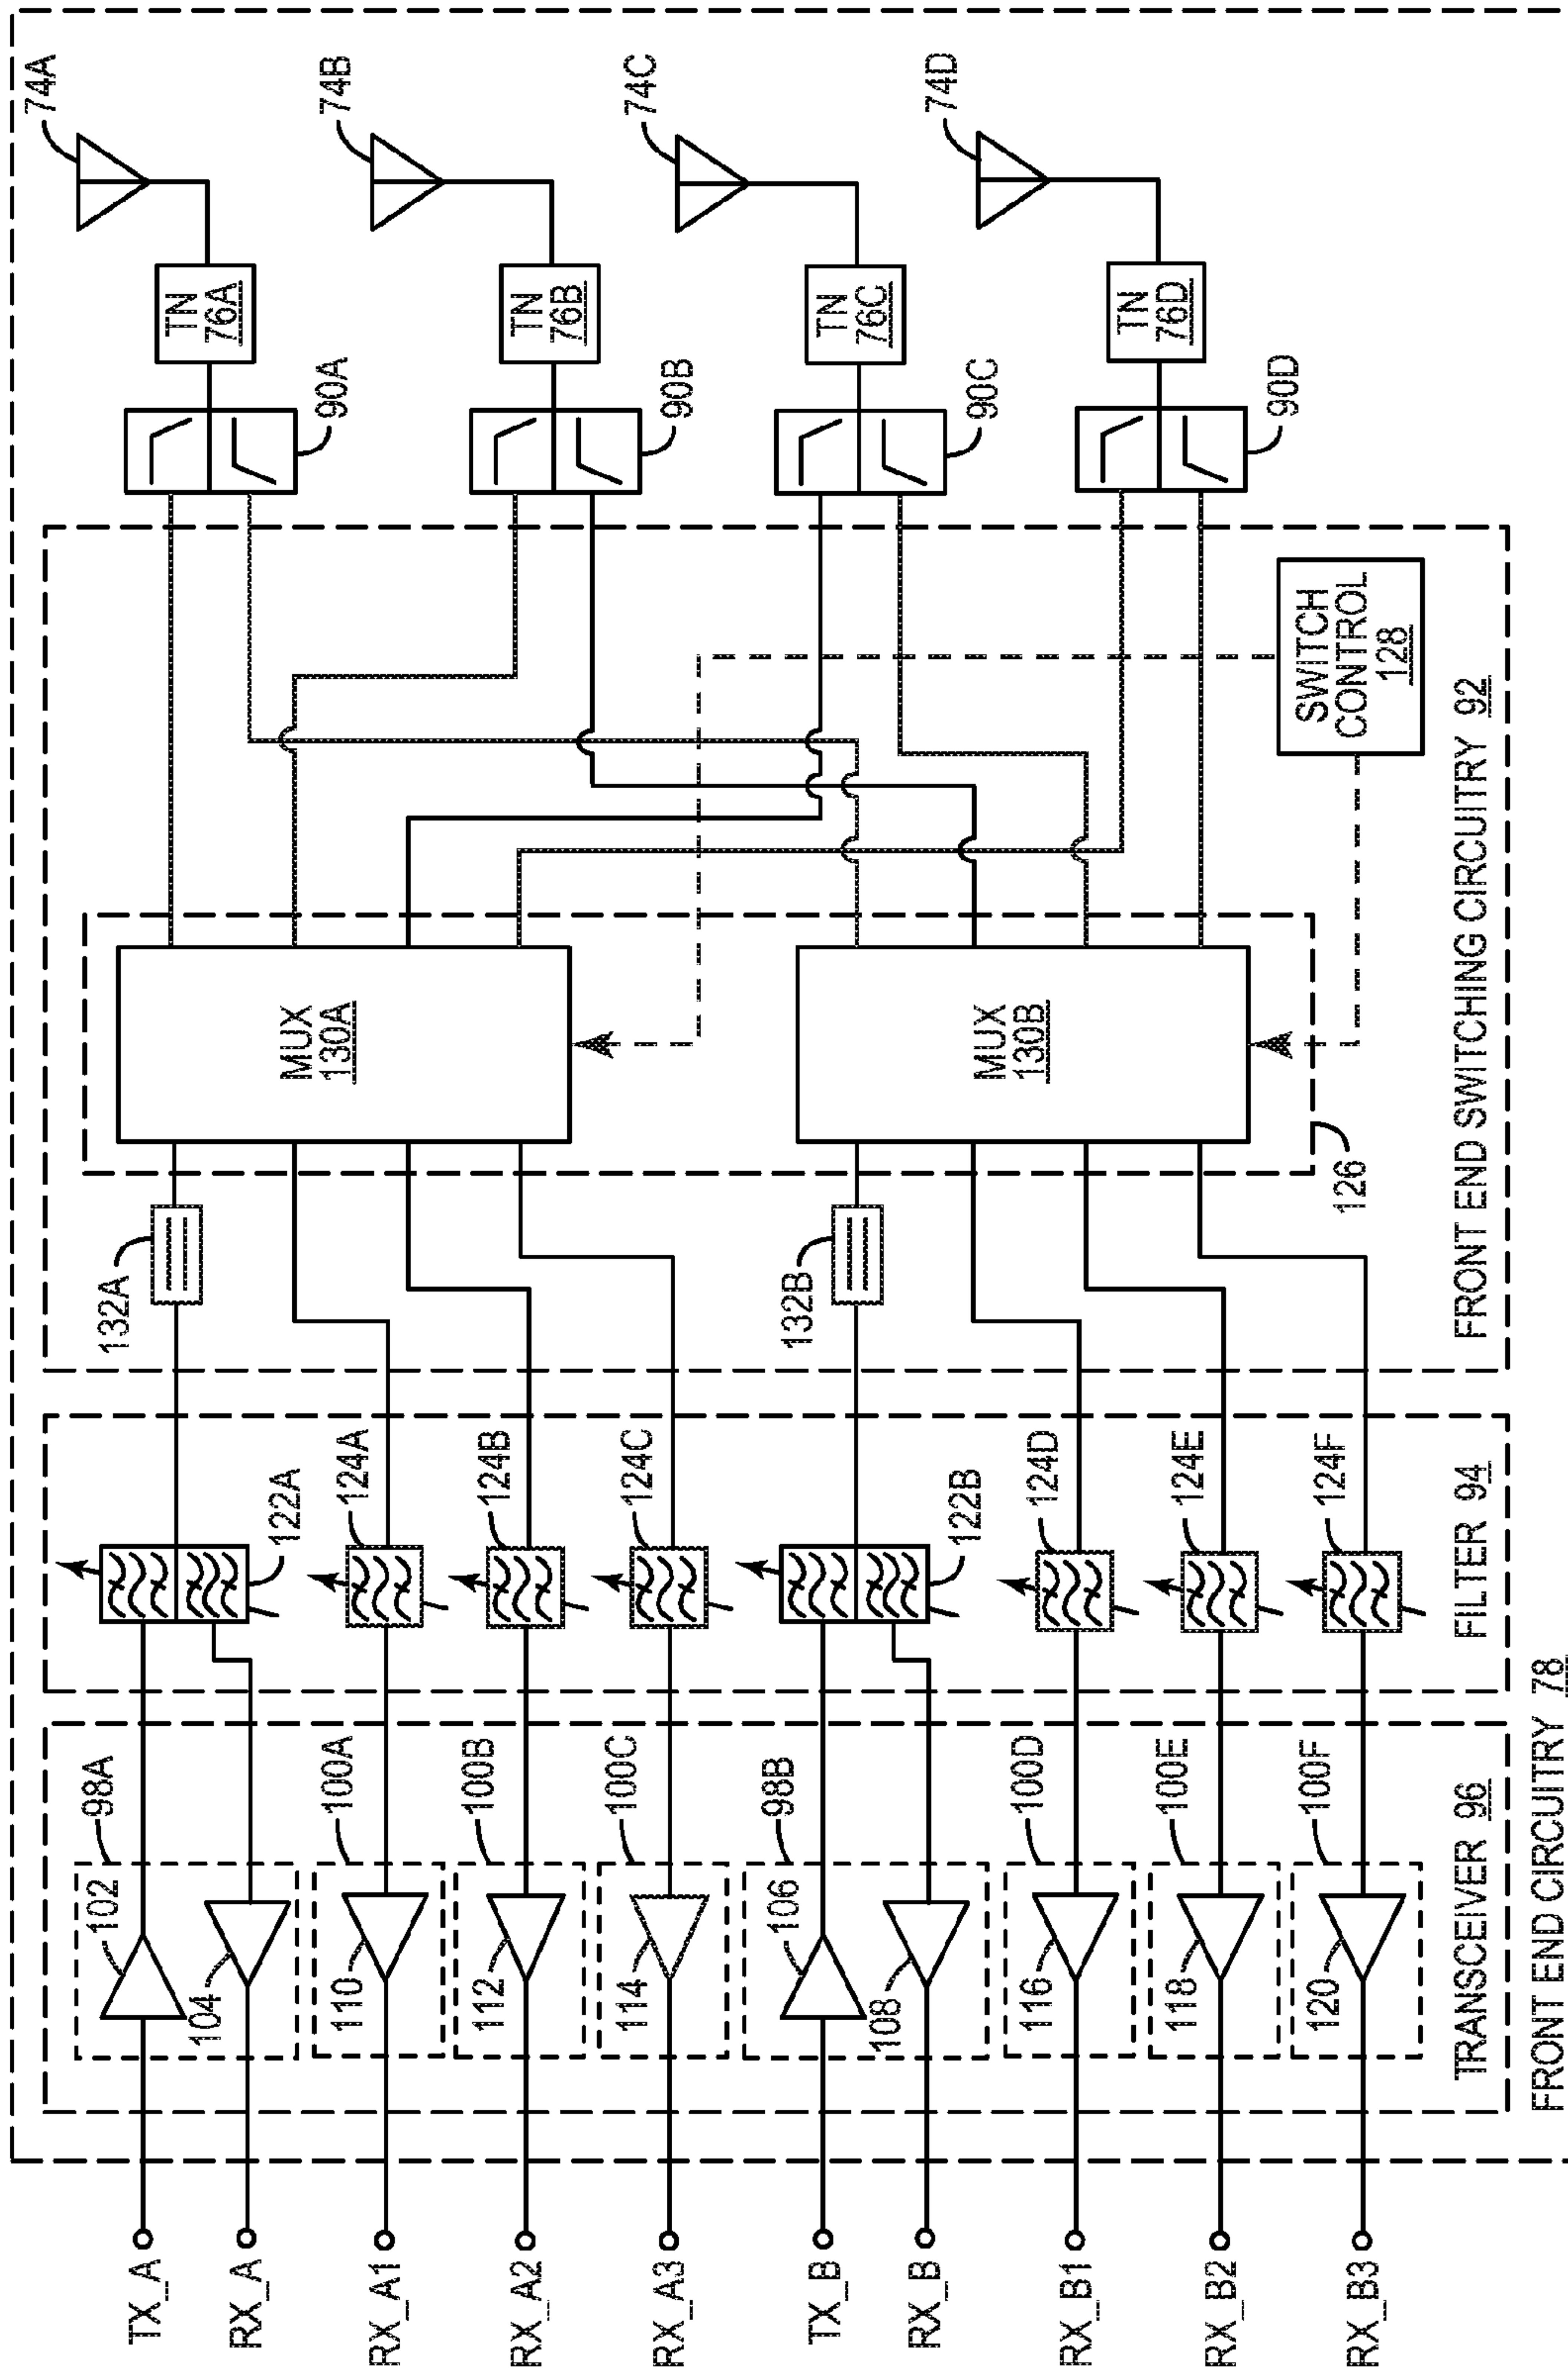 74A
74B
74C
74D
TN
76A
TN
76B
TN
76C
TN
76D
90A
90B
90C
90D
SWITCH
CONTROL
128
MUX
130A
MUX
130B
126
FRONT END SWITCHING CIRCUITRY 92
132A
132B
122A
124A
124B
124C
122B
124D
124E
124F
FILTER 94
98A
100A
100B
100C
98B
100D
100E
100F
102
104
110
112
114
106
108
116
118
120
TRANSCEIVER 96
FRONT END CIRCUITRY 78
TX_A
RX_A
RX_A1
RX_A2
RX_A3
TX_B
RX_B
RX_B1
RX_B2
RX_B3